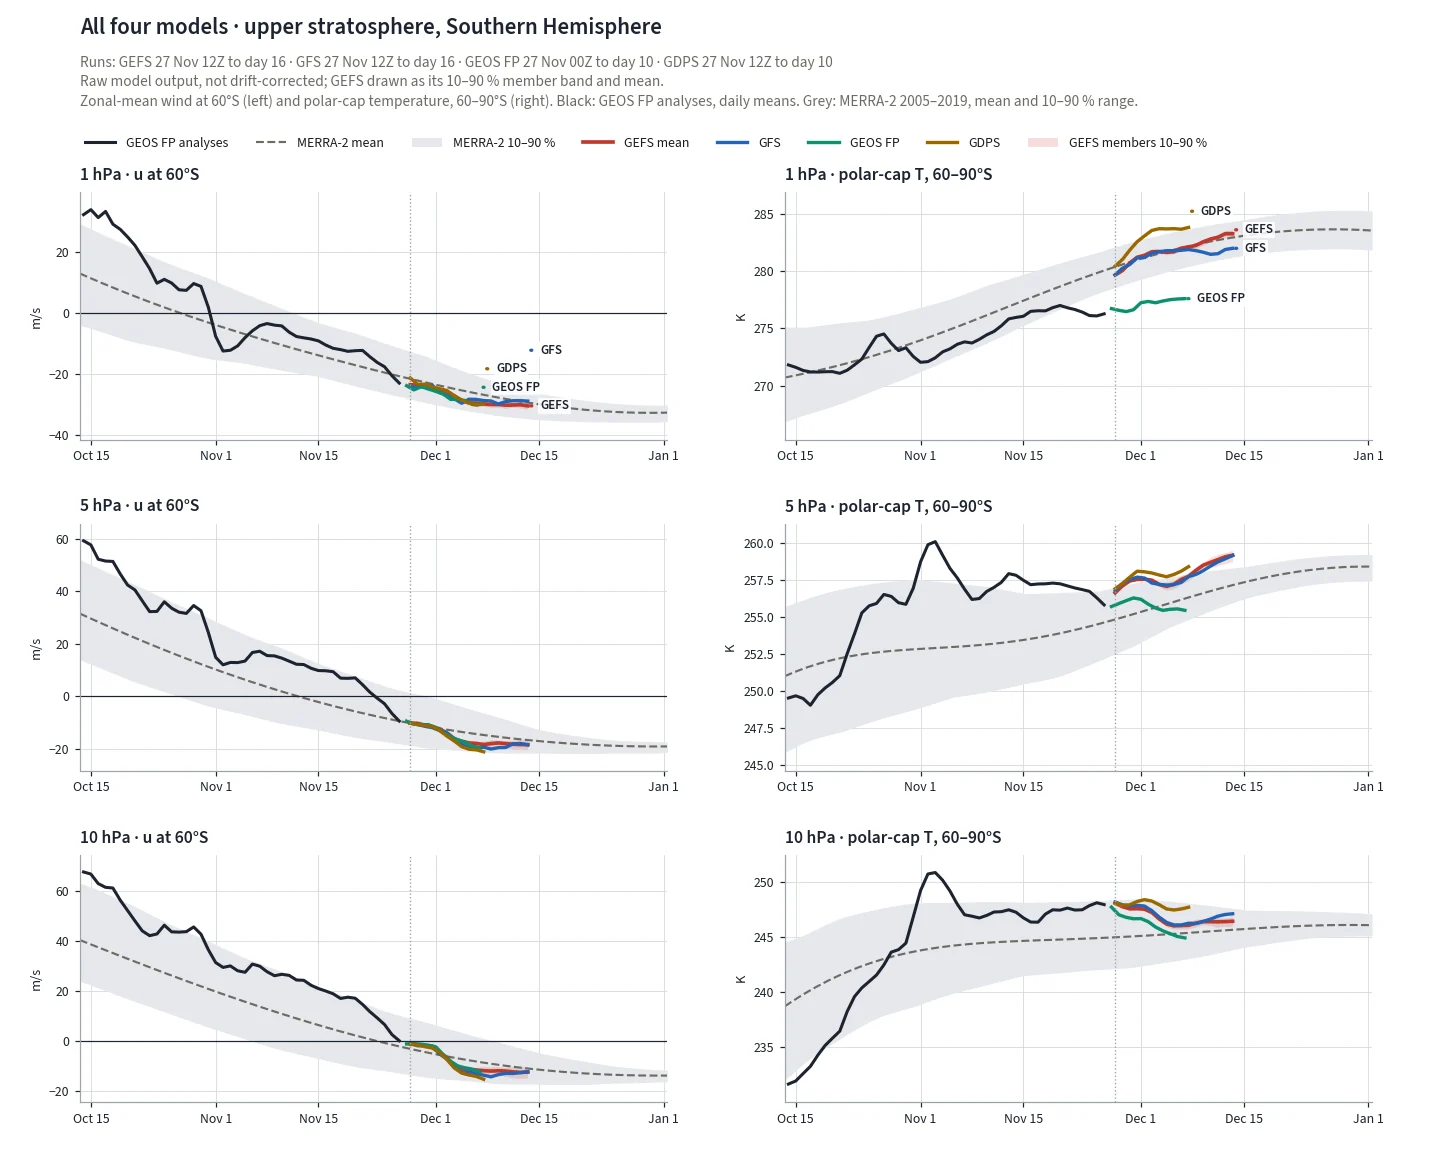 All four models · upper stratosphere, Southern Hemisphere
Runs: GEFS 27 Nov 12Z to day 16 · GFS 27 Nov 12Z to day 16 · GEOS FP 27 Nov 00Z to day 10 · GDPS 27 Nov 12Z to day 10
Raw model output, not drift-corrected; GEFS drawn as its 10–90 % member band and mean.
Zonal-mean wind at 60°S (left) and polar-cap temperature, 60–90°S (right). Black: GEOS FP analyses, daily means. Grey: MERRA-2 2005–2019, mean and 10–90 % range.
GEOS FP analyses MERRA-2 mean MERRA-2 10–90 % GEFS mean GFS GEOS FP GDPS GEFS members 10–90 %
1 hPa · u at 60°S
m/s
20
0
−20
−40
GFS
GDPS
GEOS FP
GEFS
Oct 15 Nov 1 Nov 15 Dec 1 Dec 15 Jan 1
1 hPa · polar-cap T, 60–90°S
K
285
280
275
270
GDPS
GEFS
GFS
GEOS FP
Oct 15 Nov 1 Nov 15 Dec 1 Dec 15 Jan 1
5 hPa · u at 60°S
m/s
60
40
20
0
−20
Oct 15 Nov 1 Nov 15 Dec 1 Dec 15 Jan 1
5 hPa · polar-cap T, 60–90°S
K
260.0
257.5
255.0
252.5
250.0
247.5
245.0
Oct 15 Nov 1 Nov 15 Dec 1 Dec 15 Jan 1
10 hPa · u at 60°S
m/s
60
40
20
0
−20
Oct 15 Nov 1 Nov 15 Dec 1 Dec 15 Jan 1
10 hPa · polar-cap T, 60–90°S
K
250
245
240
235
Oct 15 Nov 1 Nov 15 Dec 1 Dec 15 Jan 1